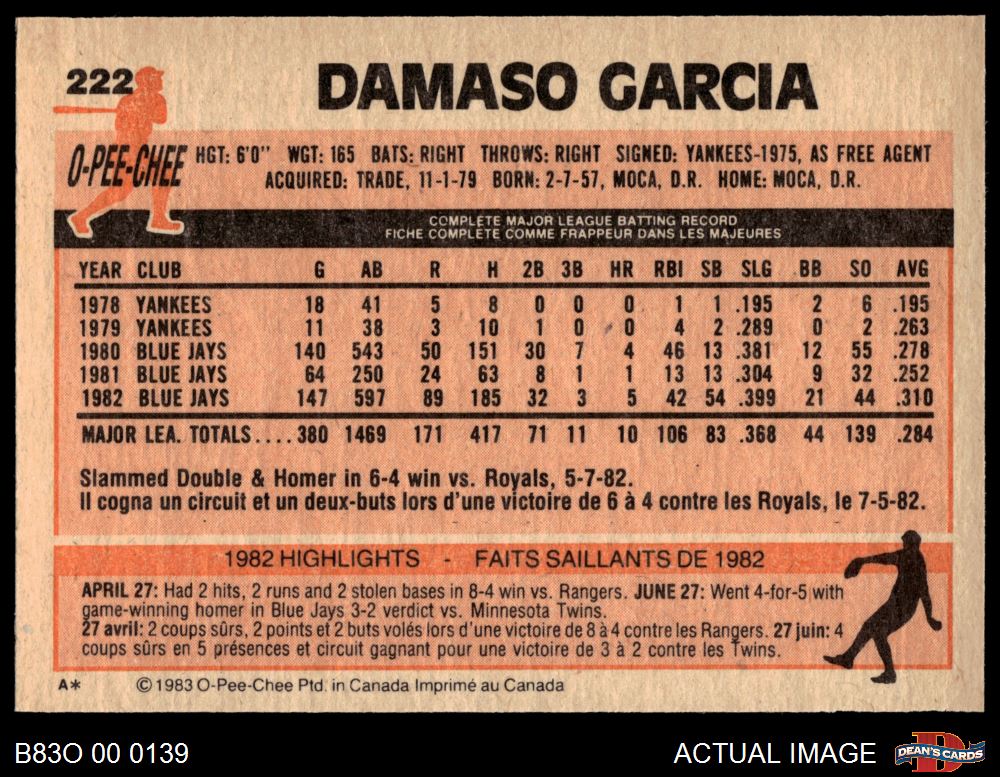 222
DAMASO GARCIA
O-PEE-CHEE
HGT: 6'0" WGT: 165 BATS: RIGHT THROWS: RIGHT SIGNED: YANKEES-1975, AS FREE AGENT
ACQUIRED: TRADE, 11-1-79 BORN: 2-7-57, MOCA, D.R. HOME: MOCA, D.R.
COMPLETE MAJOR LEAGUE BATTING RECORD
FICHE COMPLÈTE COMME FRAPPEUR DANS LES MAJEURES
YEAR CLUB G AB R H 2B 3B HR RBI SB SLG BB SO AVG
1978 YANKEES 18 41 5 8 0 0 0 1 1 .195 2 6 .195
1979 YANKEES 11 38 3 10 1 0 0 4 2 .289 0 2 .263
1980 BLUE JAYS 140 543 50 151 30 7 4 46 13 .381 12 55 .278
1981 BLUE JAYS 64 250 24 63 8 1 1 13 13 .304 9 32 .252
1982 BLUE JAYS 147 597 89 185 32 3 5 42 54 .399 21 44 .310
MAJOR LEA. TOTALS.... 380 1469 171 417 71 11 10 106 83 .368 44 139 .284
Slammed Double & Homer in 6-4 win vs. Royals, 5-7-82.
Il cogna un circuit et un deux-buts lors d'une victoire de 6 à 4 contre les Royals, le 7-5-82.
1982 HIGHLIGHTS - FAITS SAILLANTS DE 1982
APRIL 27: Had 2 hits, 2 runs and 2 stolen bases in 8-4 win vs. Rangers. JUNE 27: Went 4-for-5 with
game-winning homer in Blue Jays 3-2 verdict vs. Minnesota Twins.
27 avril: 2 coups sûrs, 2 points et 2 buts volés lors d'une victoire de 8 à 4 contre les Rangers. 27 juin: 4
coups sûrs en 5 présences et circuit gagnant pour une victoire de 3 à 2 contre les Twins.
A* © 1983 O-Pee-Chee Ptd. in Canada Imprimé au Canada
B83O 00 0139
ACTUAL IMAGE
D
DEAN'S CARDS